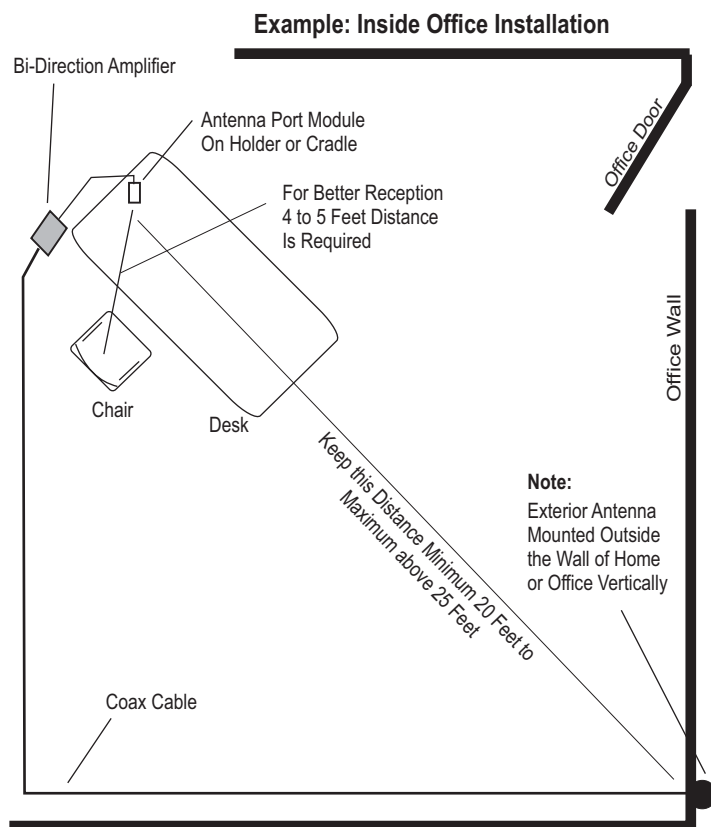 Example: Inside Office Installation
Bi-Direction Amplifier
Antenna Port Module
On Holder or Cradle
Office Door
For Better Reception
4 to 5 Feet Distance
Is Required
Office Wall
Chair
Desk
Keep this Distance Minimum 20 Feet to
Maximum above 25 Feet
Note:
Exterior Antenna
Mounted Outside
the Wall of Home
or Office Vertically
Coax Cable